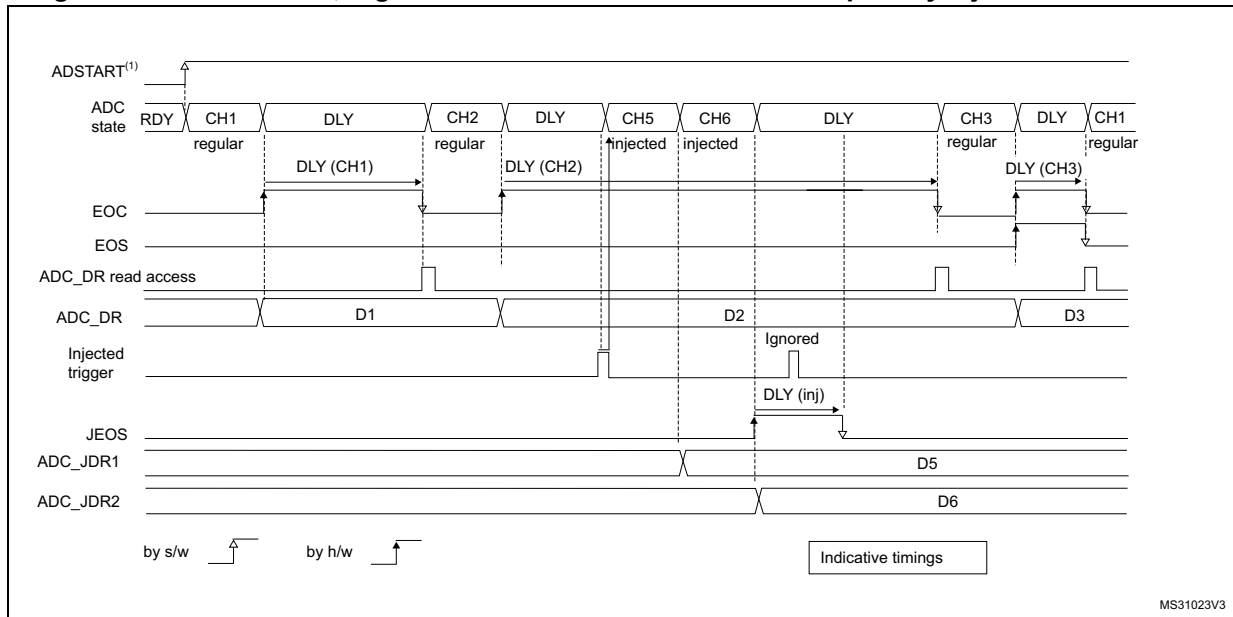 ADSTART(1)
ADC state RDY CH1 DLY CH2 DLY CH5 CH6 DLY CH3 DLY CH1
regular regular injected injected regular regular
DLY (CH1) DLY (CH2) DLY (CH3)
EOC
EOS
ADC_DR read access
ADC_DR D1 D2 D3
Ignored
Injected trigger
DLY (inj)
JEOS
ADC_JDR1 D5
ADC_JDR2 D6
by s/w by h/w Indicative timings
MS31023V3